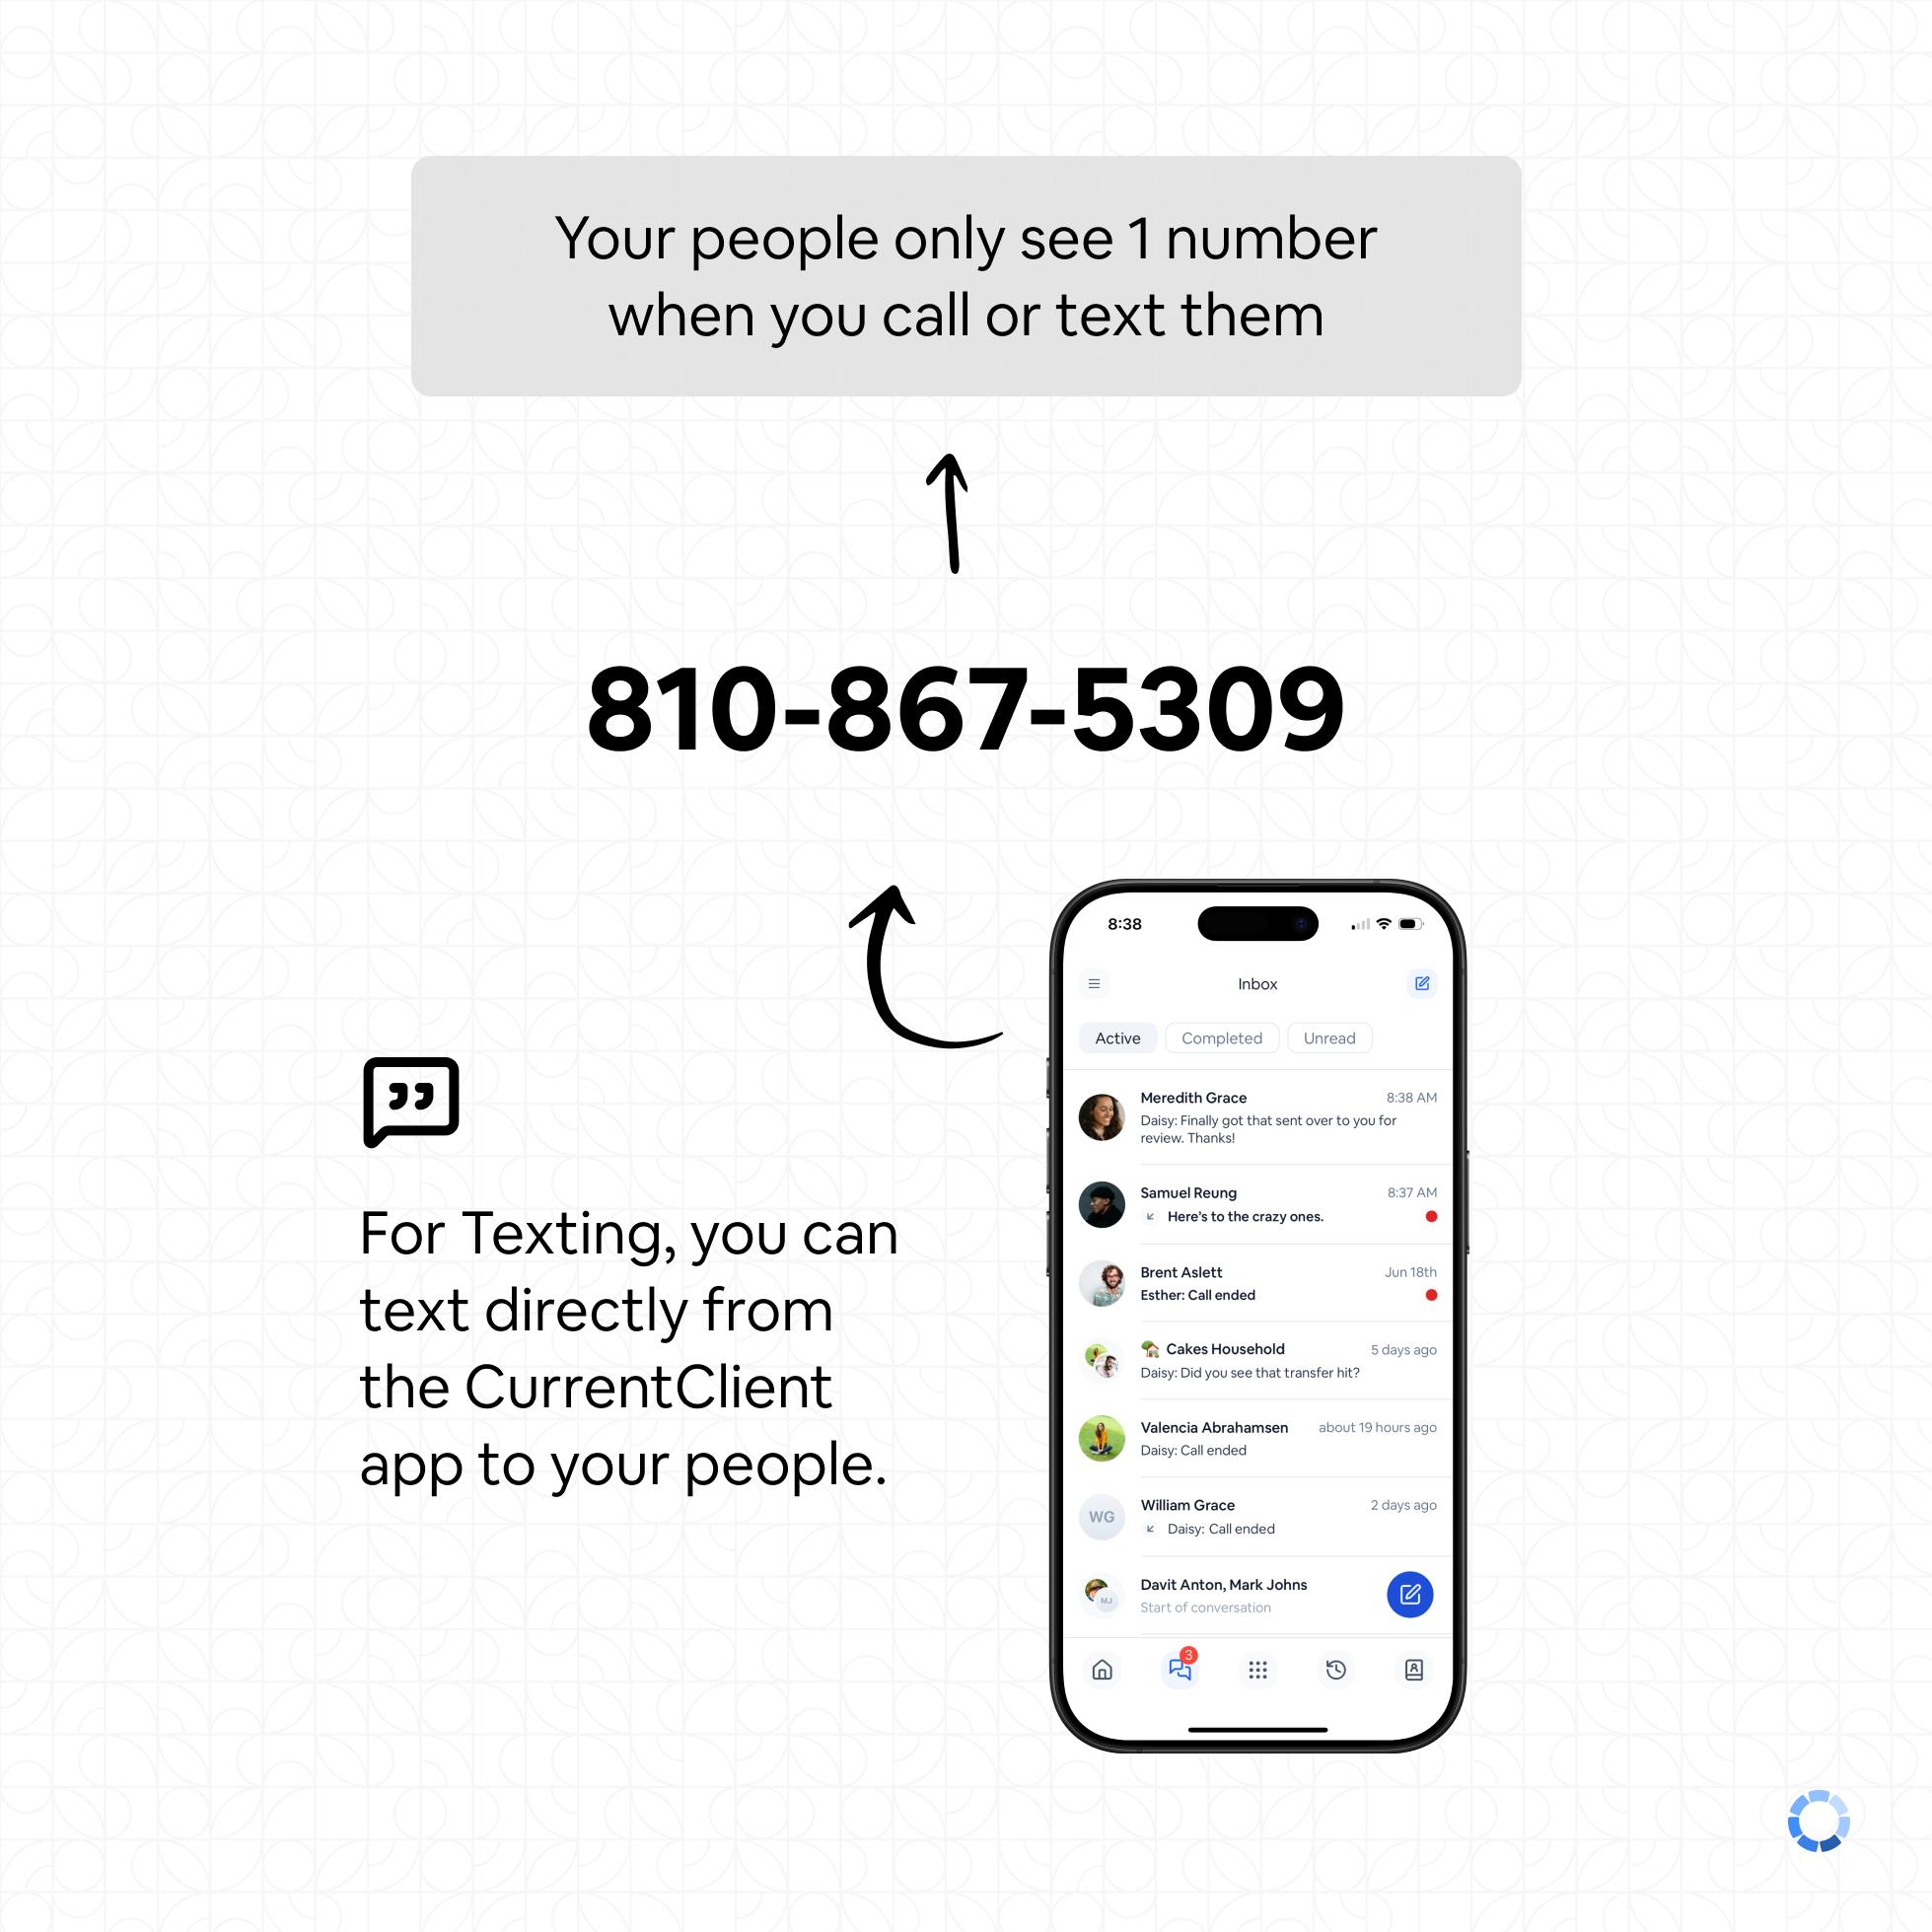 Your people only see 1 number
when you call or text them
810-867-5309
For Texting, you can
text directly from
the CurrentClient
app to your people.
8:38
Inbox
Active Completed Unread
Meredith Grace 8:38 AM
Daisy: Finally got that sent over to you for
review. Thanks!
Samuel Reung 8:37 AM
Here's to the crazy ones.
Brent Aslett Jun 18th
Esther: Call ended
Cakes Household 5 days ago
Daisy: Did you see that transfer hit?
Valencia Abrahamsen about 19 hours ago
Daisy: Call ended
WG
William Grace 2 days ago
Daisy: Call ended
MJ
Davit Anton, Mark Johns
Start of conversation
3